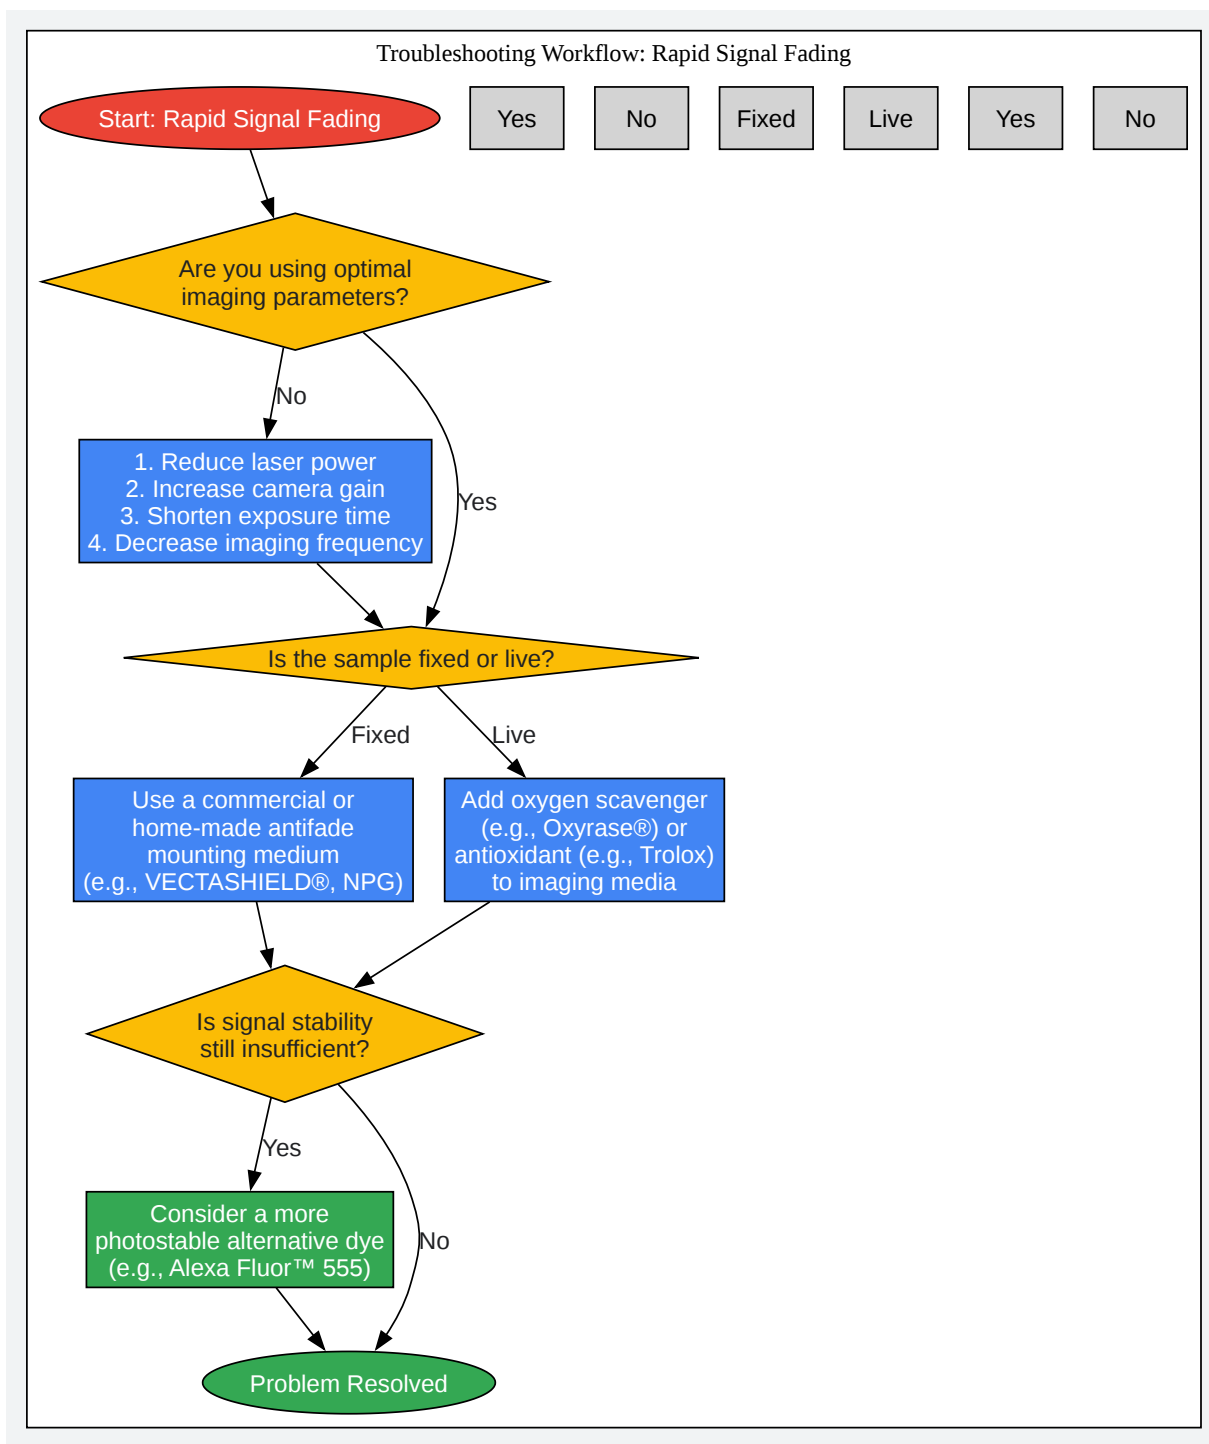 Troubleshooting Workflow: Rapid Signal Fading
Start: Rapid Signal Fading
Yes
No
Fixed
Live
Yes
No
Are you using optimal
imaging parameters?
No
1. Reduce laser power
2. Increase camera gain
3. Shorten exposure time
4. Decrease imaging frequency
Yes
Is the sample fixed or live?
Fixed
Live
Use a commercial or
home-made antifade
mounting medium
(e.g., VECTASHIELD®, NPG)
Add oxygen scavenger
(e.g., Oxyrase®) or
antioxidant (e.g., Trolox)
to imaging media
Is signal stability
still insufficient?
Yes
Consider a more
photostable alternative dye
(e.g., Alexa Fluor™ 555)
No
Problem Resolved